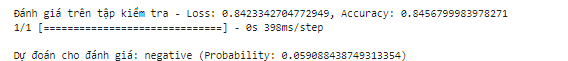 Đánh giá trên tập kiểm tra - Loss: 0.8423342704772949, Accuracy: 0.8456799983978271
1/1 [==============================] - 0s 398ms/step
Dự đoán cho đánh giá: negative (Probability: 0.059088438749313354)